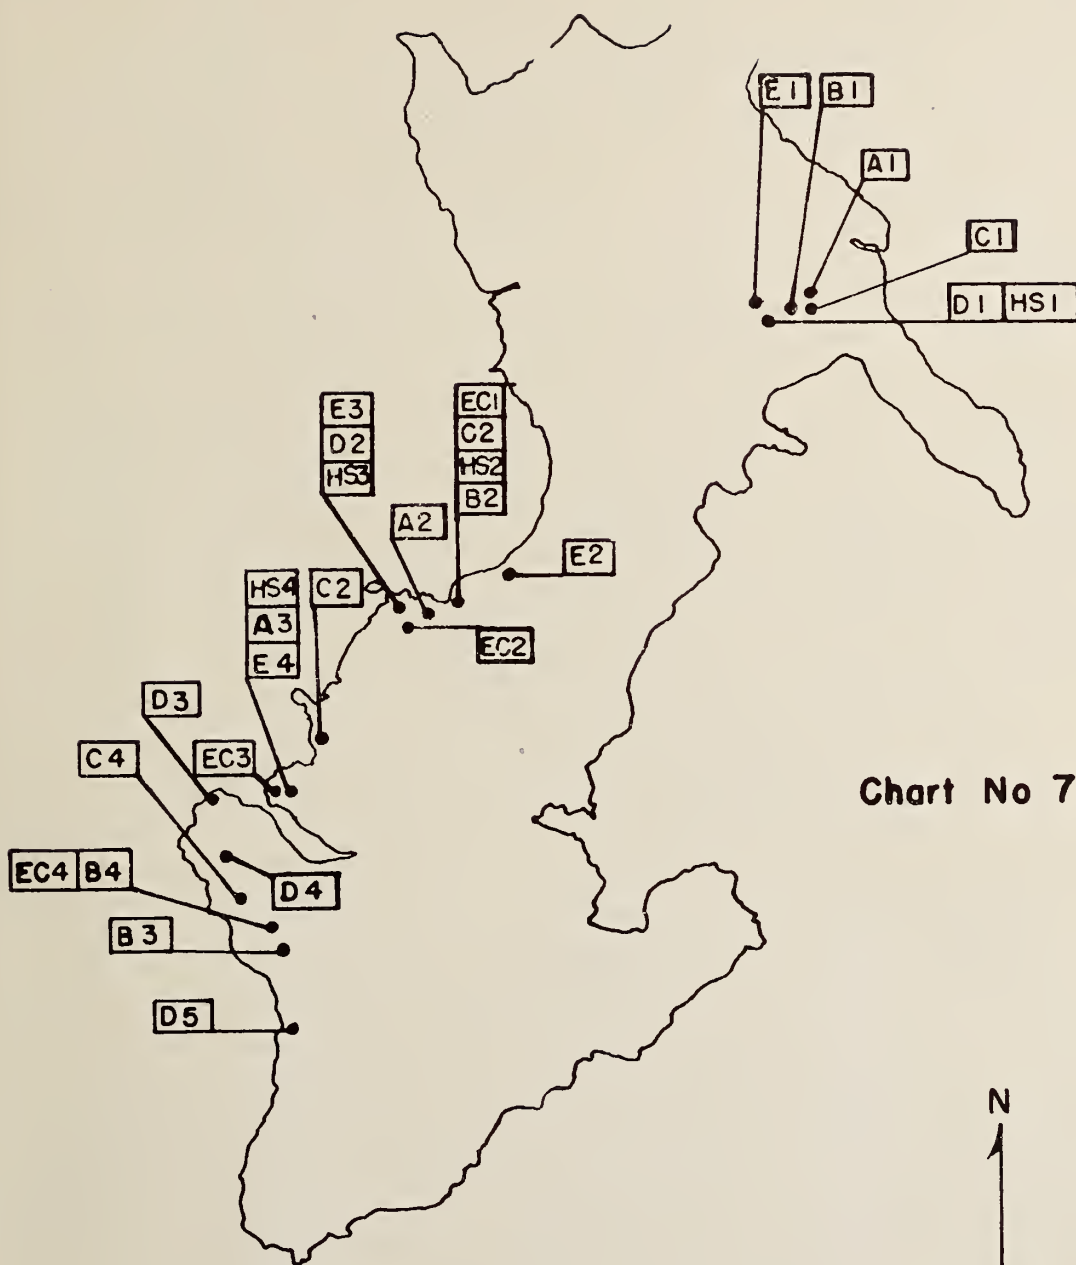 E1 B1
A1
C1
D1 HS1
E3
D2
HS3
EC1
C2
HS2
B2
A2
E2
EC2
HS4
A3
E4
C2
D3
C4
EC3
Chart No 7
EC4 B4
D4
B3
D5
N